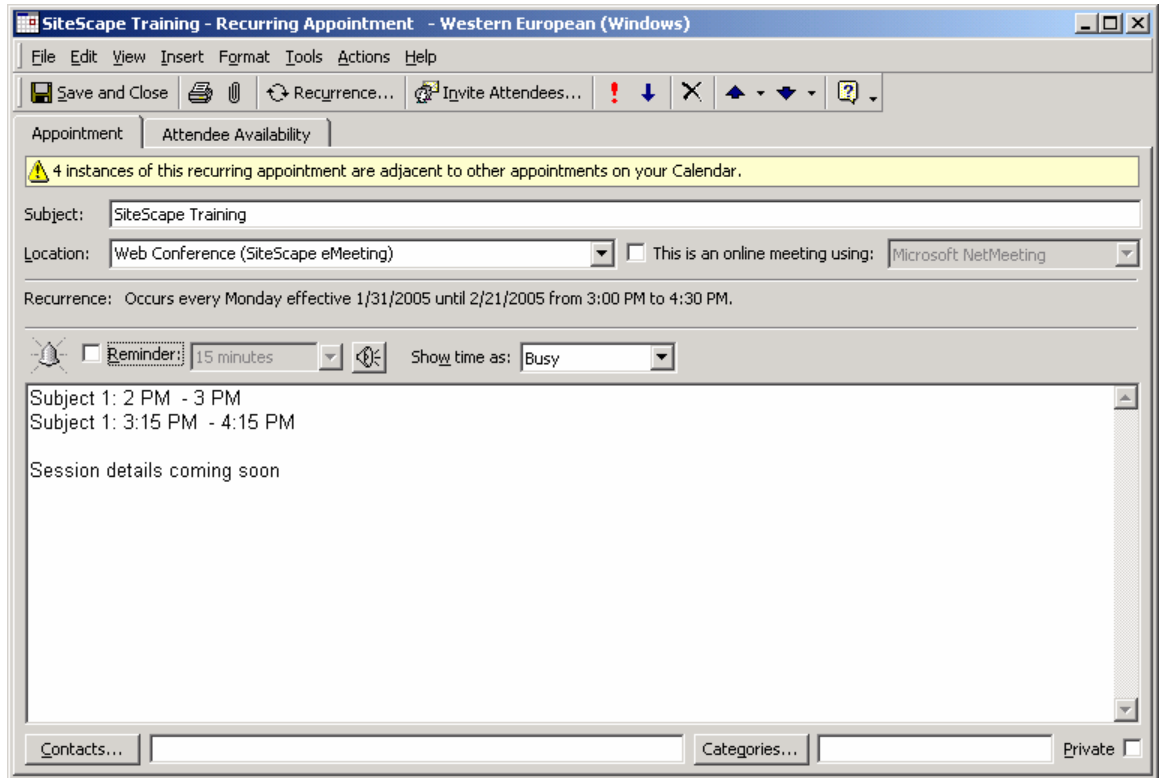 SiteScape Training - Recurring Appointment - Western European (Windows)
File Edit View Insert Format Tools Actions Help
Save and Close Recurrence... Invite Attendees...
Appointment Attendee Availability
4 instances of this recurring appointment are adjacent to other appointments on your Calendar.
Subject: SiteScape Training
Location: Web Conference (SiteScape eMeeting) This is an online meeting using: Microsoft NetMeeting
Recurrence: Occurs every Monday effective 1/31/2005 until 2/21/2005 from 3:00 PM to 4:30 PM.
Reminder: 15 minutes Show time as: Busy
Subject 1: 2 PM - 3 PM
Subject 1: 3:15 PM - 4:15 PM
Session details coming soon
Contacts... Categories... Private